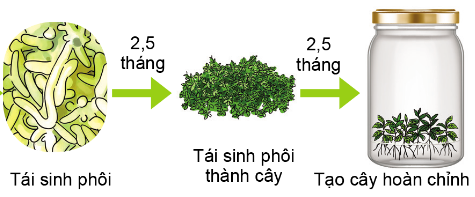 2,5
tháng
2,5
tháng
Tái sinh phôi
Tái sinh phôi
thành cây
Tạo cây hoàn chỉnh